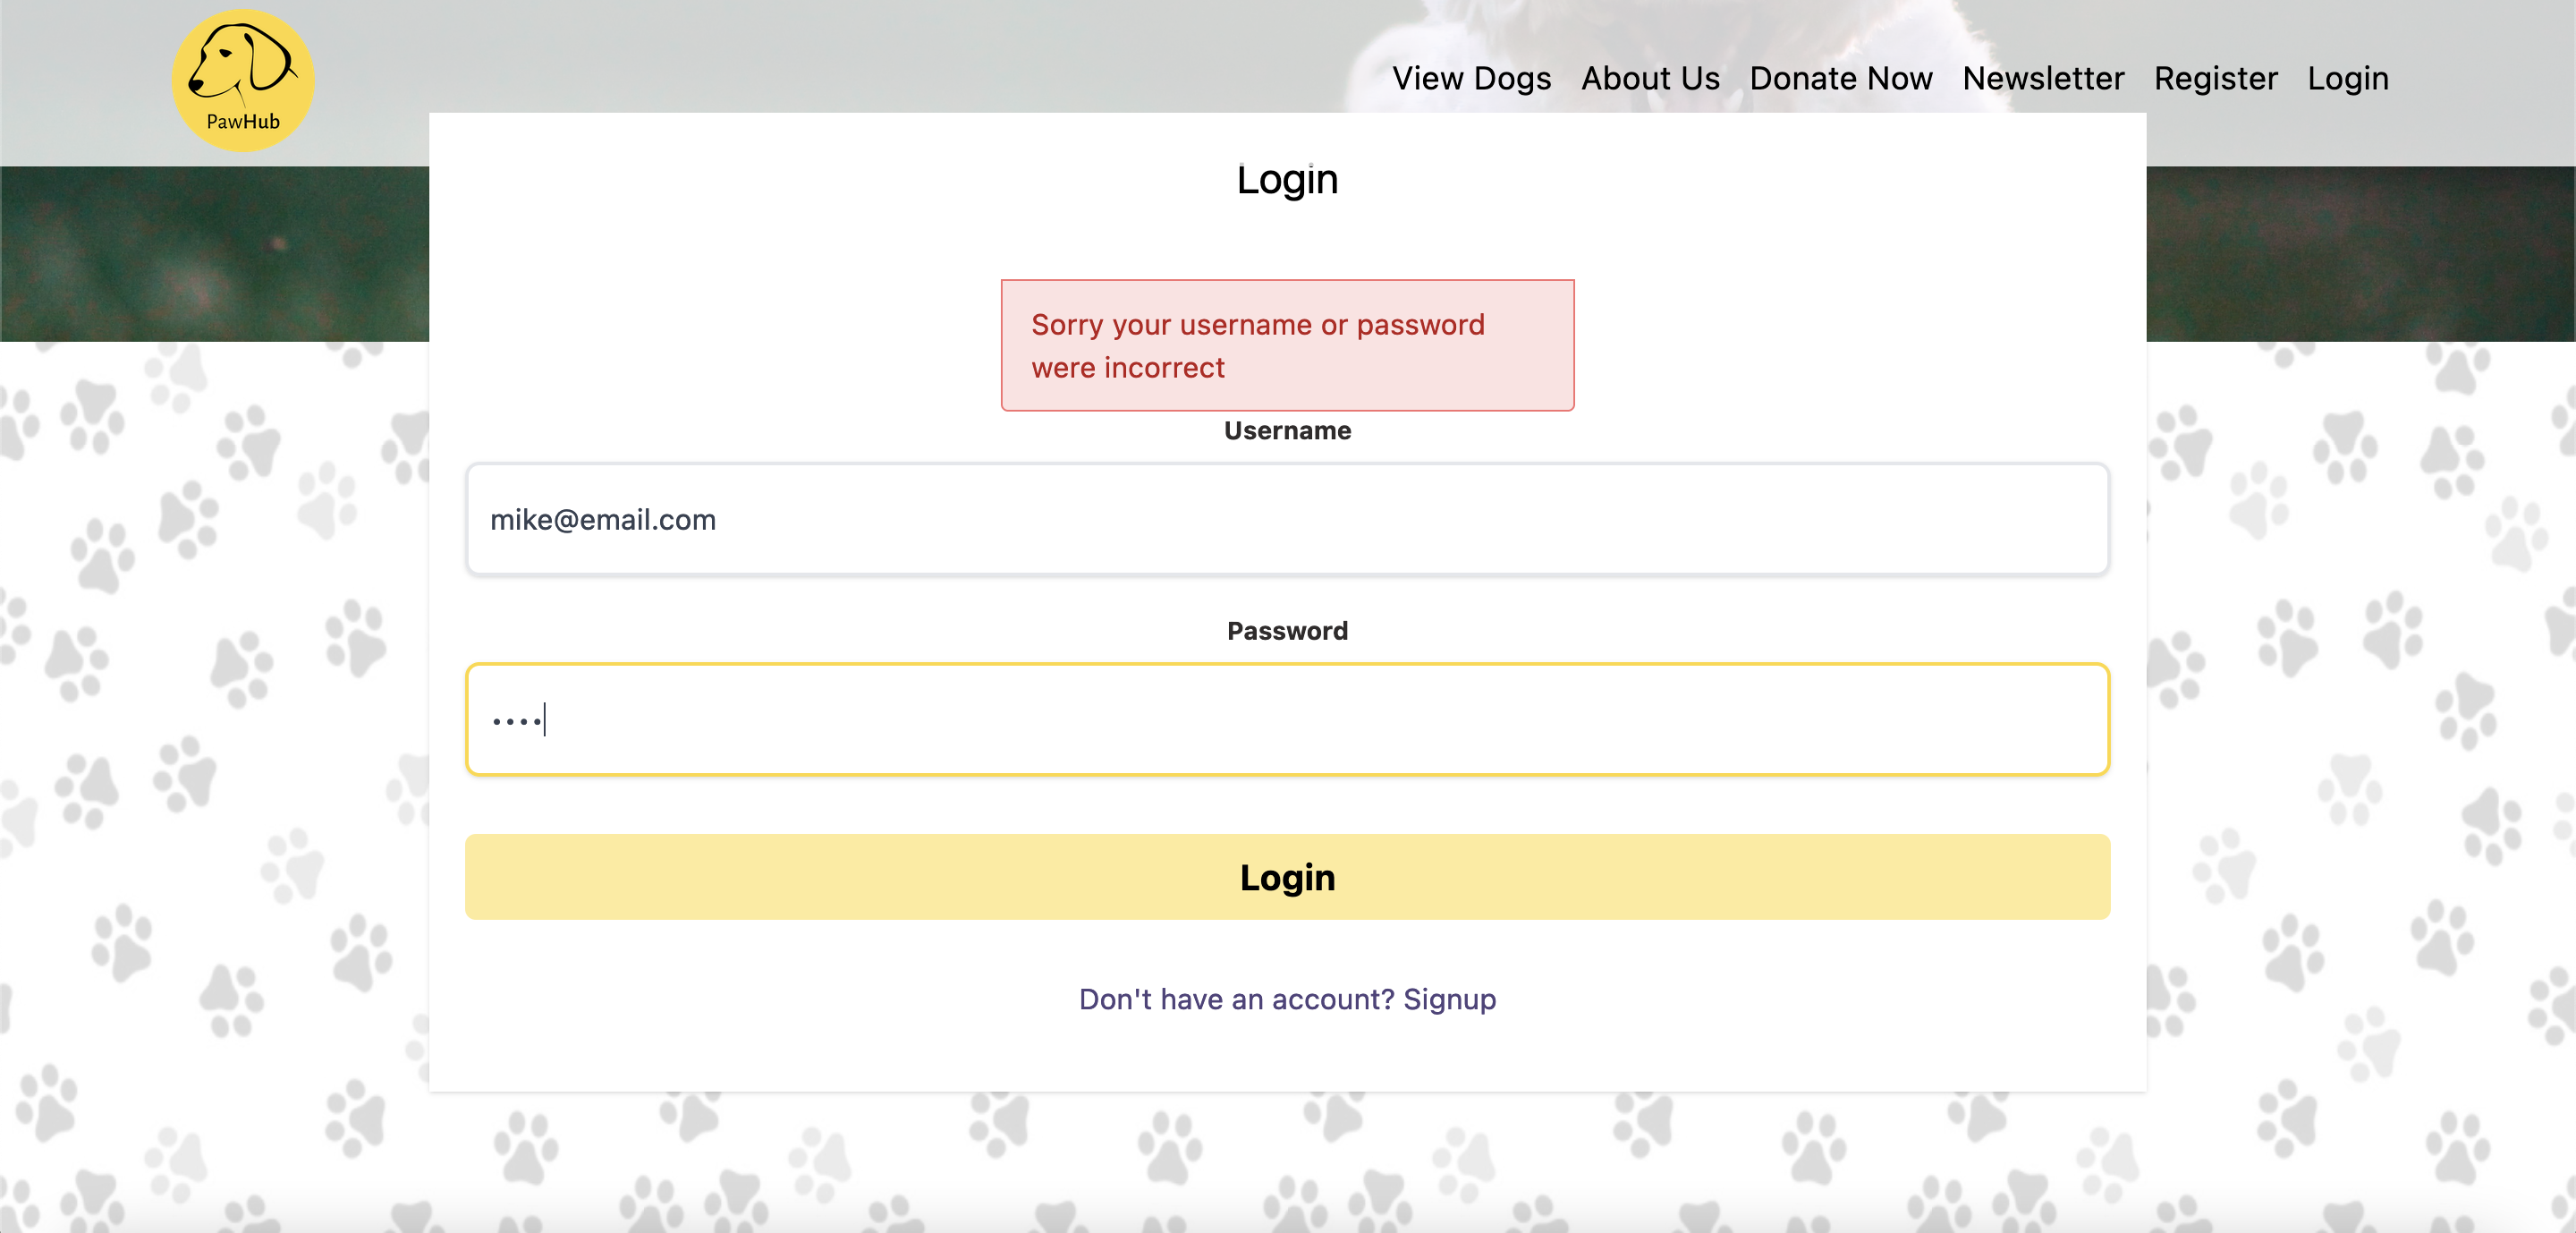 PawHub
View Dogs About Us Donate Now Newsletter Register Login
Login
Sorry your username or password
were incorrect
Username
mike@email.com
Password
••••
Login
Don't have an account? Signup